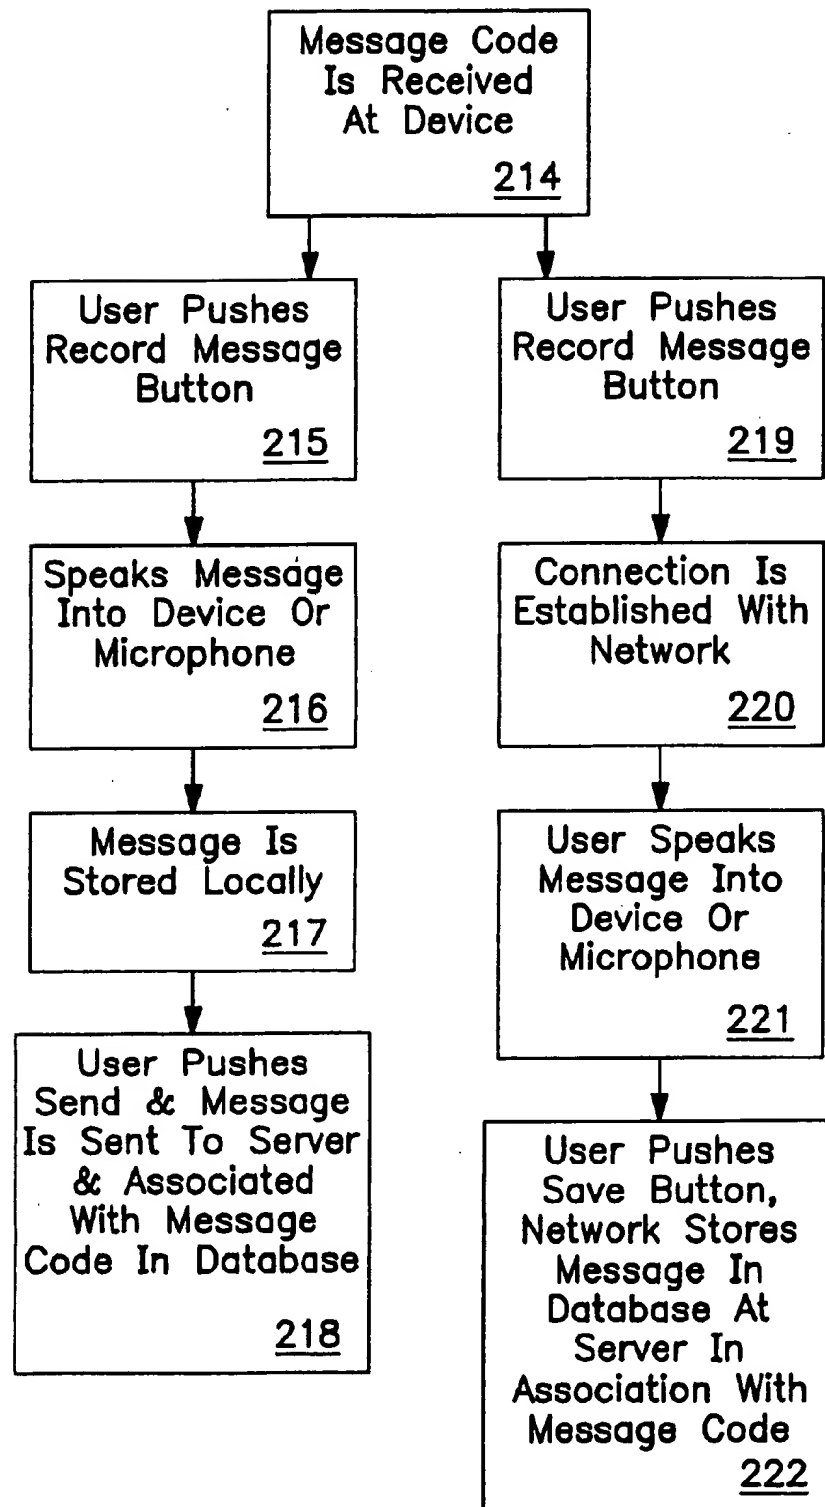 Message Code
Is Received
At Device
214
User Pushes
Record Message
Button
215
Speaks Message
Into Device Or
Microphone
216
Message Is
Stored Locally
217
User Pushes
Send & Message
Is Sent To Server
& Associated
With Message
Code In Database
218
User Pushes
Record Message
Button
219
Connection Is
Established With
Network
220
User Speaks
Message Into
Device Or
Microphone
221
User Pushes
Save Button,
Network Stores
Message In
Database At
Server In
Association With
Message Code
222